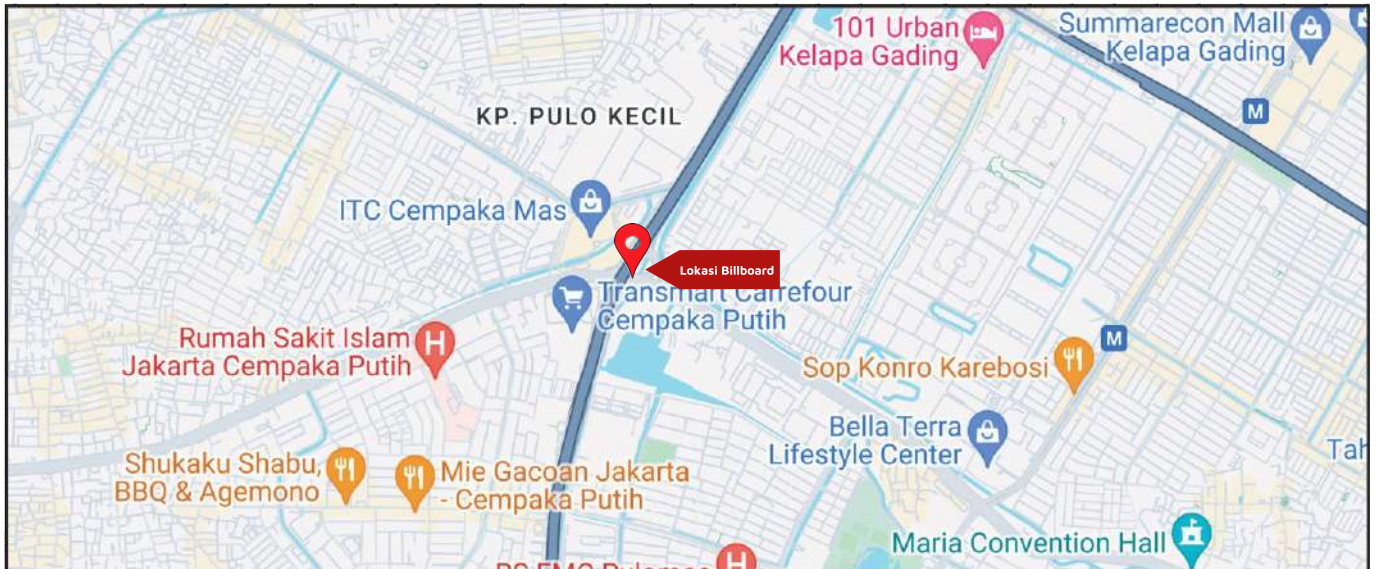 101 Urban
Kelapa Gading
Summarecon Mall
Kelapa Gading
M
KP. PULO KECIL
ITC Cempaka Mas
Lokasi Billboard
Transmart Carrefour
Cempaka Putih
Rumah Sakit Islam
Jakarta Cempaka Putih
H
M
Sop Konro Karebosi
Bella Terra
Lifestyle Center
Tah
Shukaku Shabu,
BBQ & Agemono
Mie Gacoan Jakarta
- Cempaka Putih
Maria Convention Hall
H